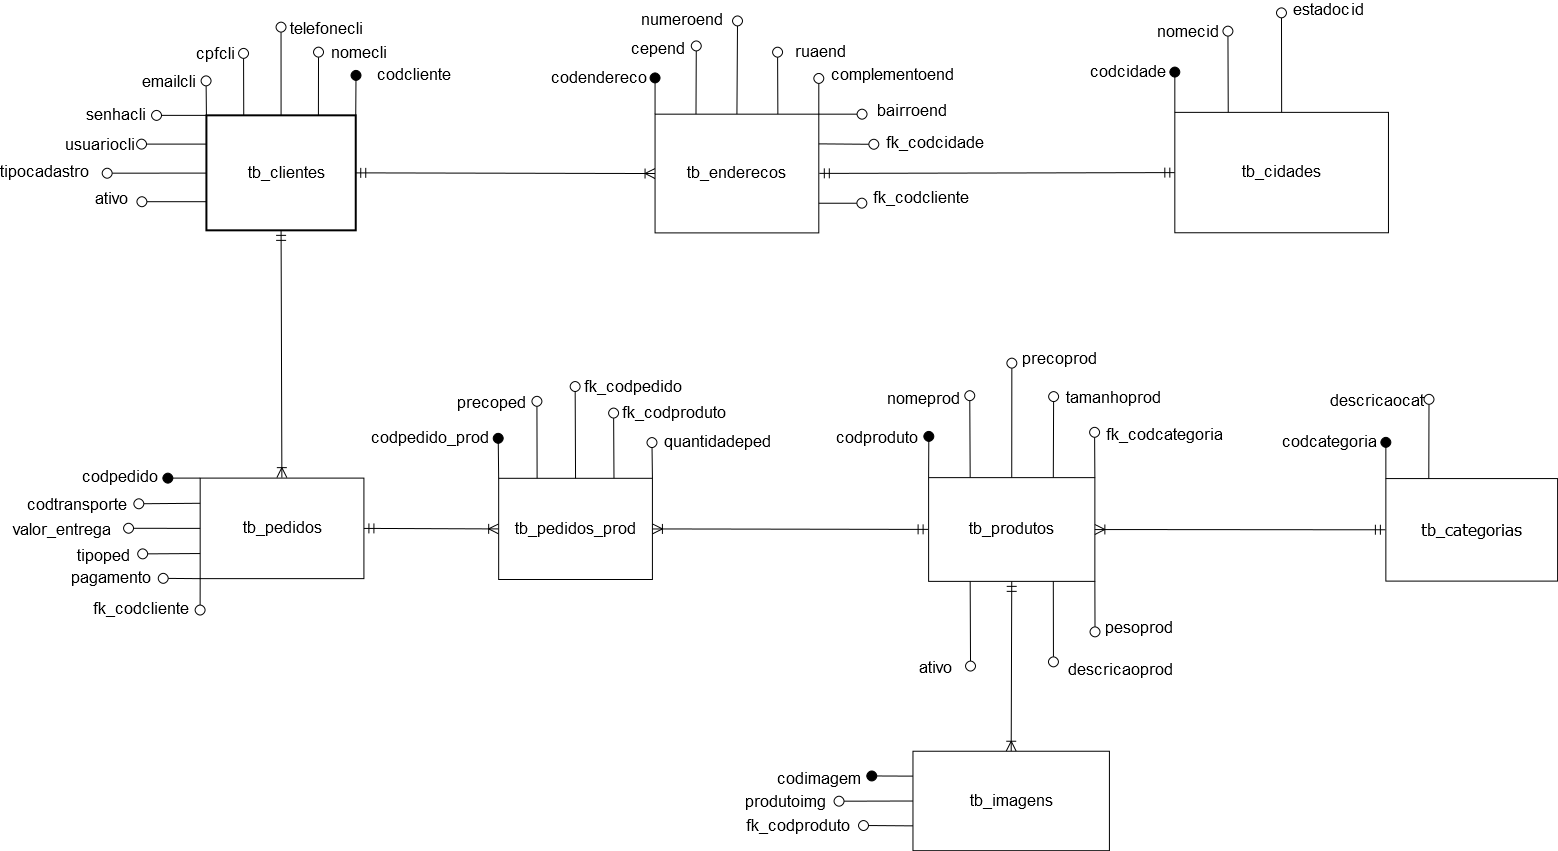 telefonecli
cpfcli
nomecli
emailcli
codcliente
senhacli
usuariocli
tipocadastro
ativo
tb_clientes
numeroend
cepend
ruaend
codendereco
complementoend
bairroend
fk_codcidade
tb_enderecos
fk_codcliente
estadocid
nomecid
codcidade
tb_cidades
codpedido
codtransporte
valor_entrega
tipoped
pagamento
fk_codcliente
tb_pedidos
fk_codpedido
precoped
fk_codproduto
codpedido_prod
quantidadeped
tb_pedidos_prod
precoprod
nomeprod
tamanhoprod
codproduto
fk_codcategoria
tb_produtos
pesoprod
ativo
descricaoprod
descricaocat
codcategoria
tb_categorias
codimagem
produtoimg
fk_codproduto
tb_imagens